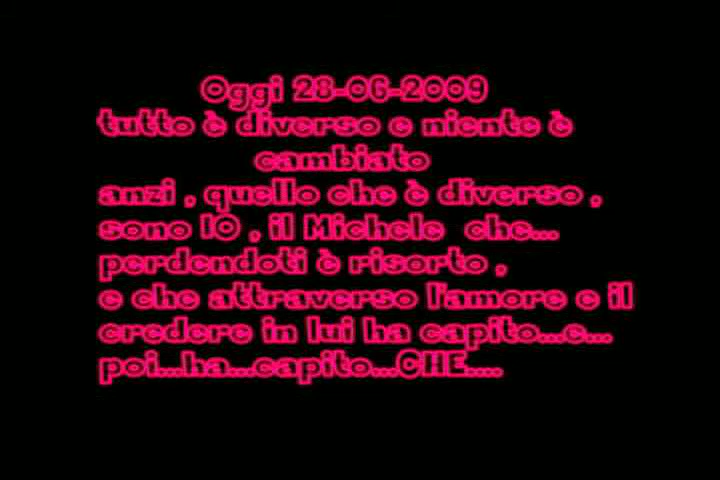 Oggi 28-06-2009
tutto è diverso e niente è
cambiato
anzi , quello che è diverso ,
sono IO , il Michele che...
perdendoti è risorto ,
e che attraverso l'amore e il
credere in lui ha capito...e...
poi...ha...capito...CHE....